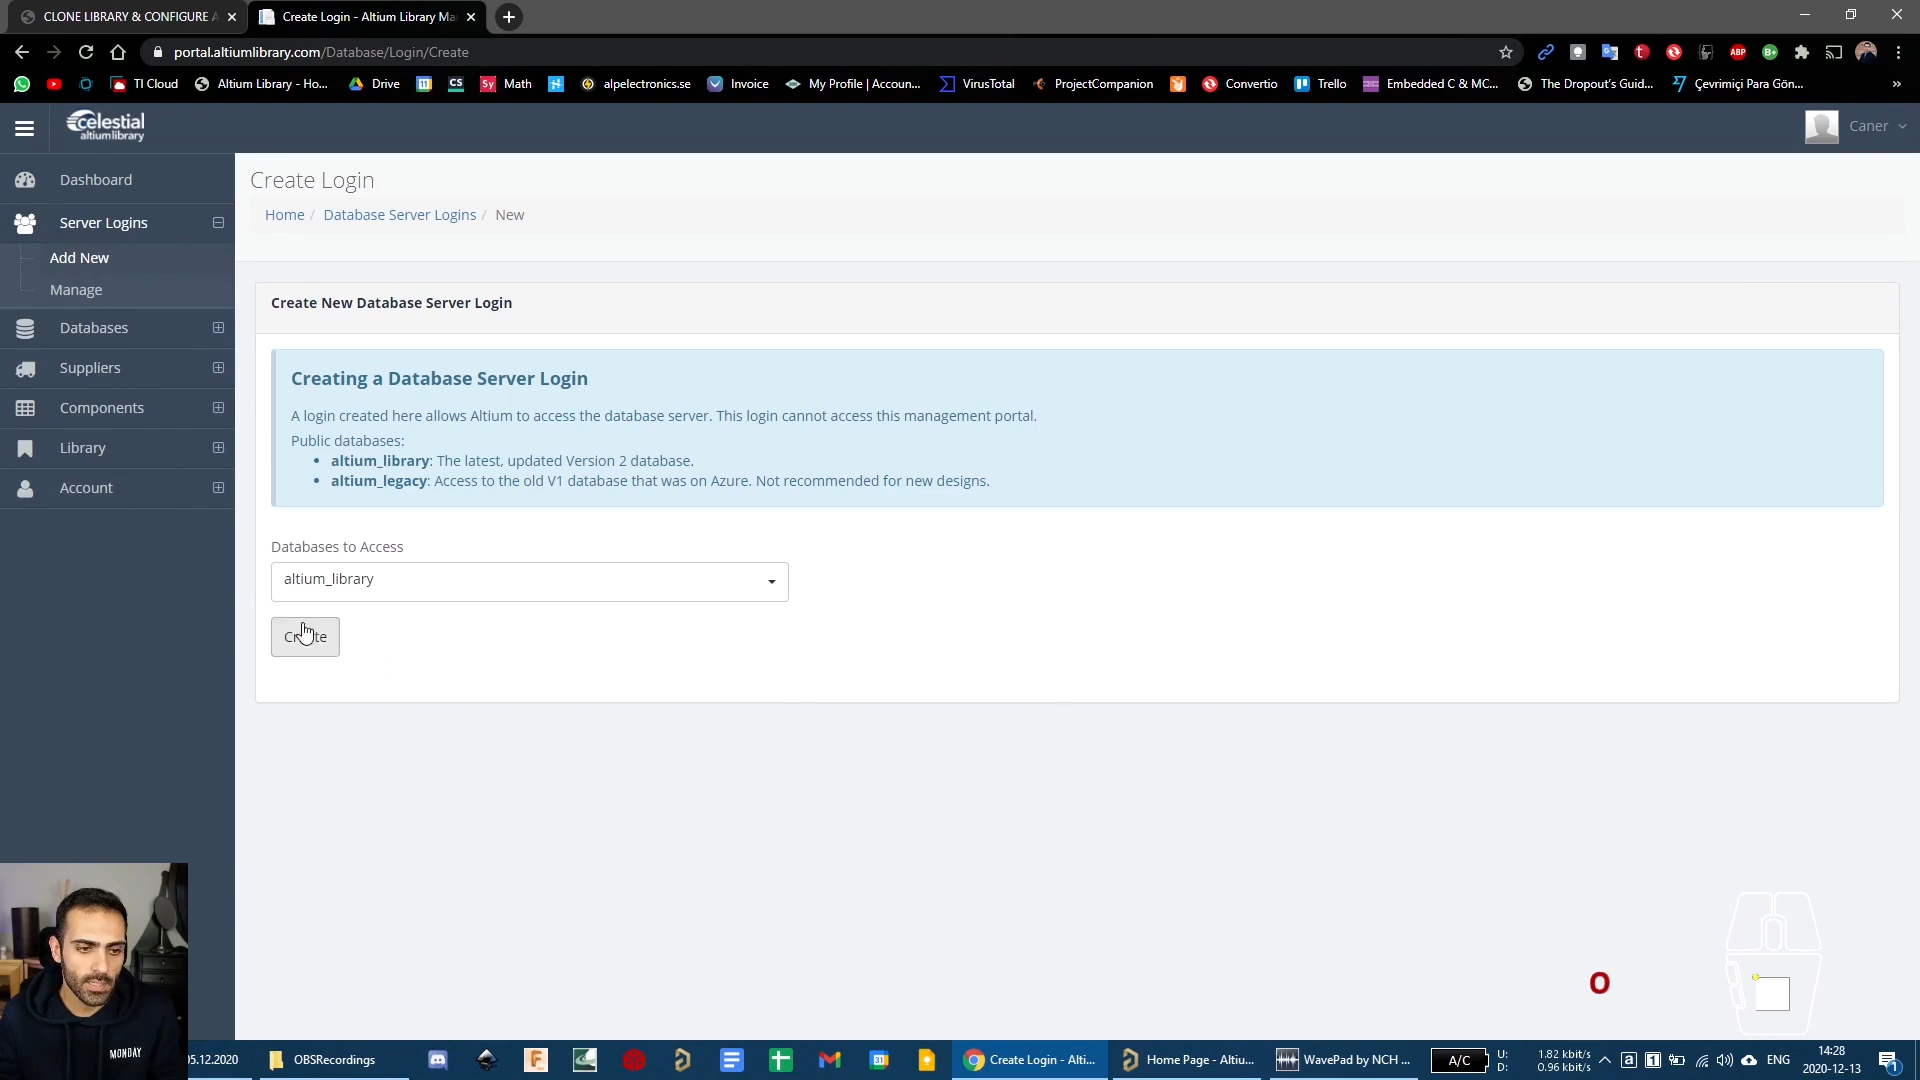 CLONE LIBRARY & CONFIGURE A
Create Login - Altium Library Ma
portal.altiumlibrary.com/Database/Login/Create
TI Cloud
Altium Library - Ho...
Drive
CS
Sy Math
alpelectronics.se
Invoice
My Profile | Accoun...
VirusTotal
ProjectCompanion
Convertio
Trello
Embedded C & MC...
The Dropout's Guid...
Çevrimiçi Para Gön...
»
celestial
altiumlibrary
Caner
Dashboard
Server Logins
Add New
Manage
Databases
Suppliers
Components
Library
Account
Create Login
Home / Database Server Logins / New
Create New Database Server Login
Creating a Database Server Login
A login created here allows Altium to access the database server. This login cannot access this management portal.
Public databases:
• altium_library: The latest, updated Version 2 database.
• altium_legacy: Access to the old V1 database that was on Azure. Not recommended for new designs.
Databases to Access
altium_library
Create
O
MONDAY
05.12.2020
OBSRecordings
Create Login - Alti...
Home Page - Altiu...
WavePad by NCH ...
A/C
U: 1.82 kbit/s
D: 0.96 kbit/s
ENG
14:28
2020-12-13